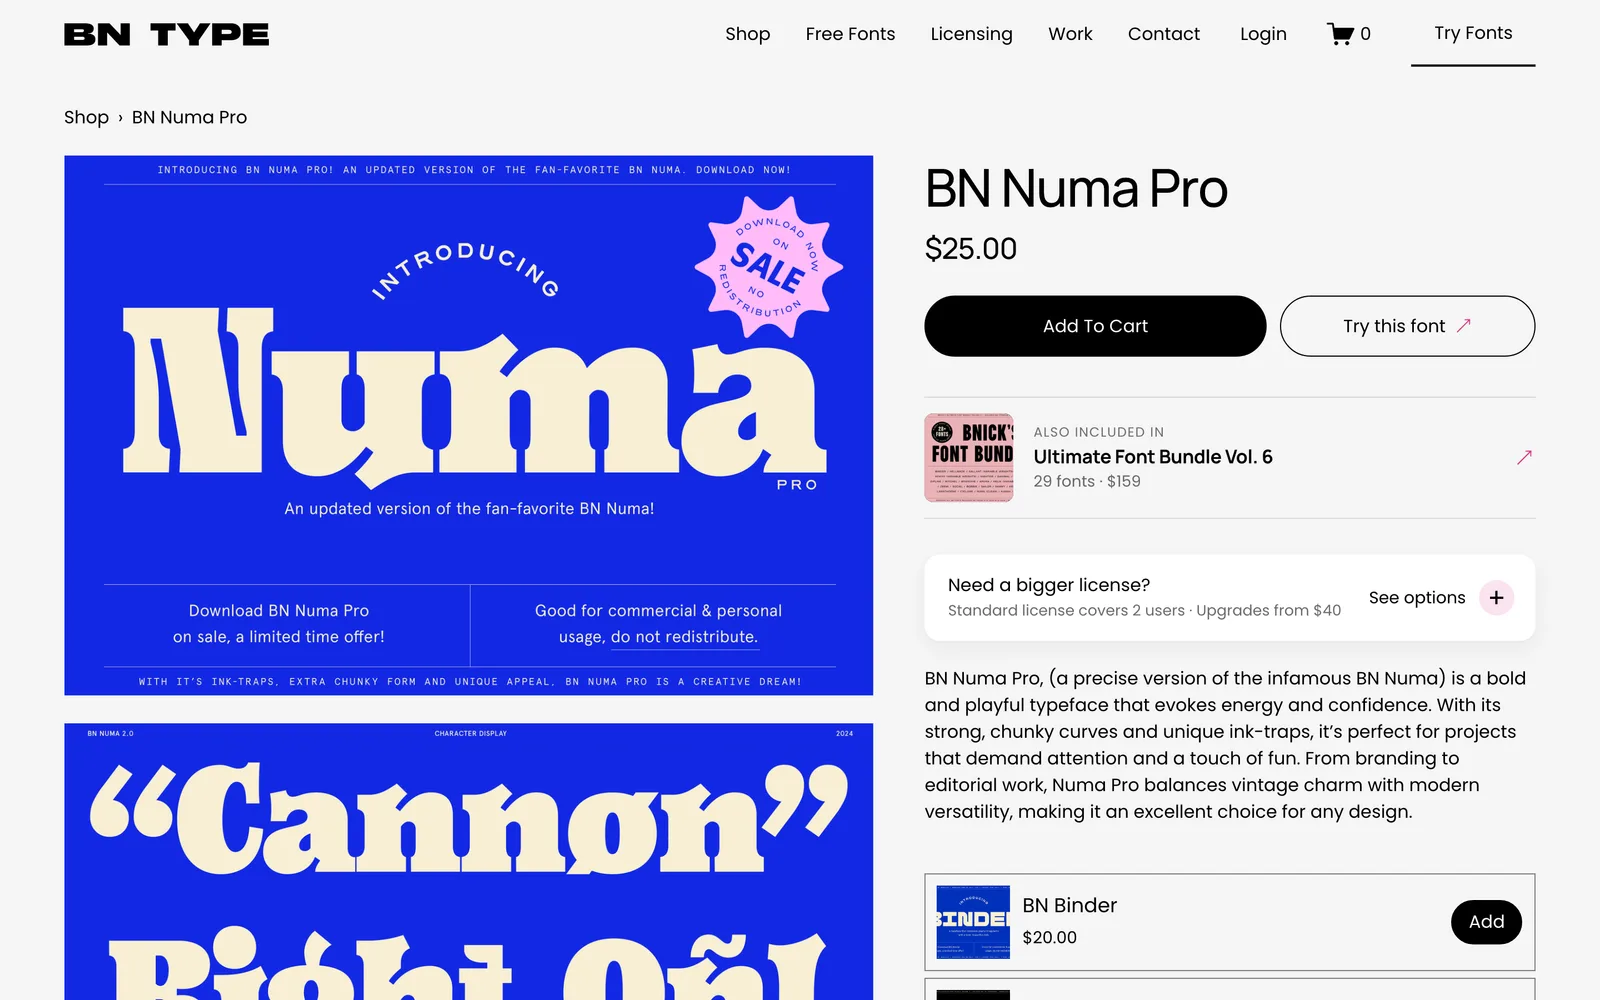 BN TYPE
Shop
Free Fonts
Licensing
Work
Contact
Login
0
Try Fonts
Shop › BN Numa Pro
INTRODUCING BN NUMA PRO! AN UPDATED VERSION OF THE FAN-FAVORITE BN NUMA. DOWNLOAD NOW!
INTRODUCING
DOWNLOAD NOW
ON
SALE
NO
REDISTRIBUTION
Numa
PRO
An updated version of the fan-favorite BN Numa!
Download BN Numa Pro
on sale, a limited time offer!
Good for commercial & personal
usage, do not redistribute.
WITH IT'S INK-TRAPS, EXTRA CHUNKY FORM AND UNIQUE APPEAL, BN NUMA PRO IS A CREATIVE DREAM!
BN NUMA 2.0
CHARACTER DISPLAY
2024
“Cannøn”
BN Numa Pro
$25.00
Add To Cart
Try this font
BNICK'S
FONT BUND
ALSO INCLUDED IN
Ultimate Font Bundle Vol. 6
29 fonts · $159
Need a bigger license?
Standard license covers 2 users · Upgrades from $40
See options
BN Numa Pro, (a precise version of the infamous BN Numa) is a bold
and playful typeface that evokes energy and confidence. With its
strong, chunky curves and unique ink-traps, it’s perfect for projects
that demand attention and a touch of fun. From branding to
editorial work, Numa Pro balances vintage charm with modern
versatility, making it an excellent choice for any design.
INTRODUCING
BINDER
BN Binder
$20.00
Add